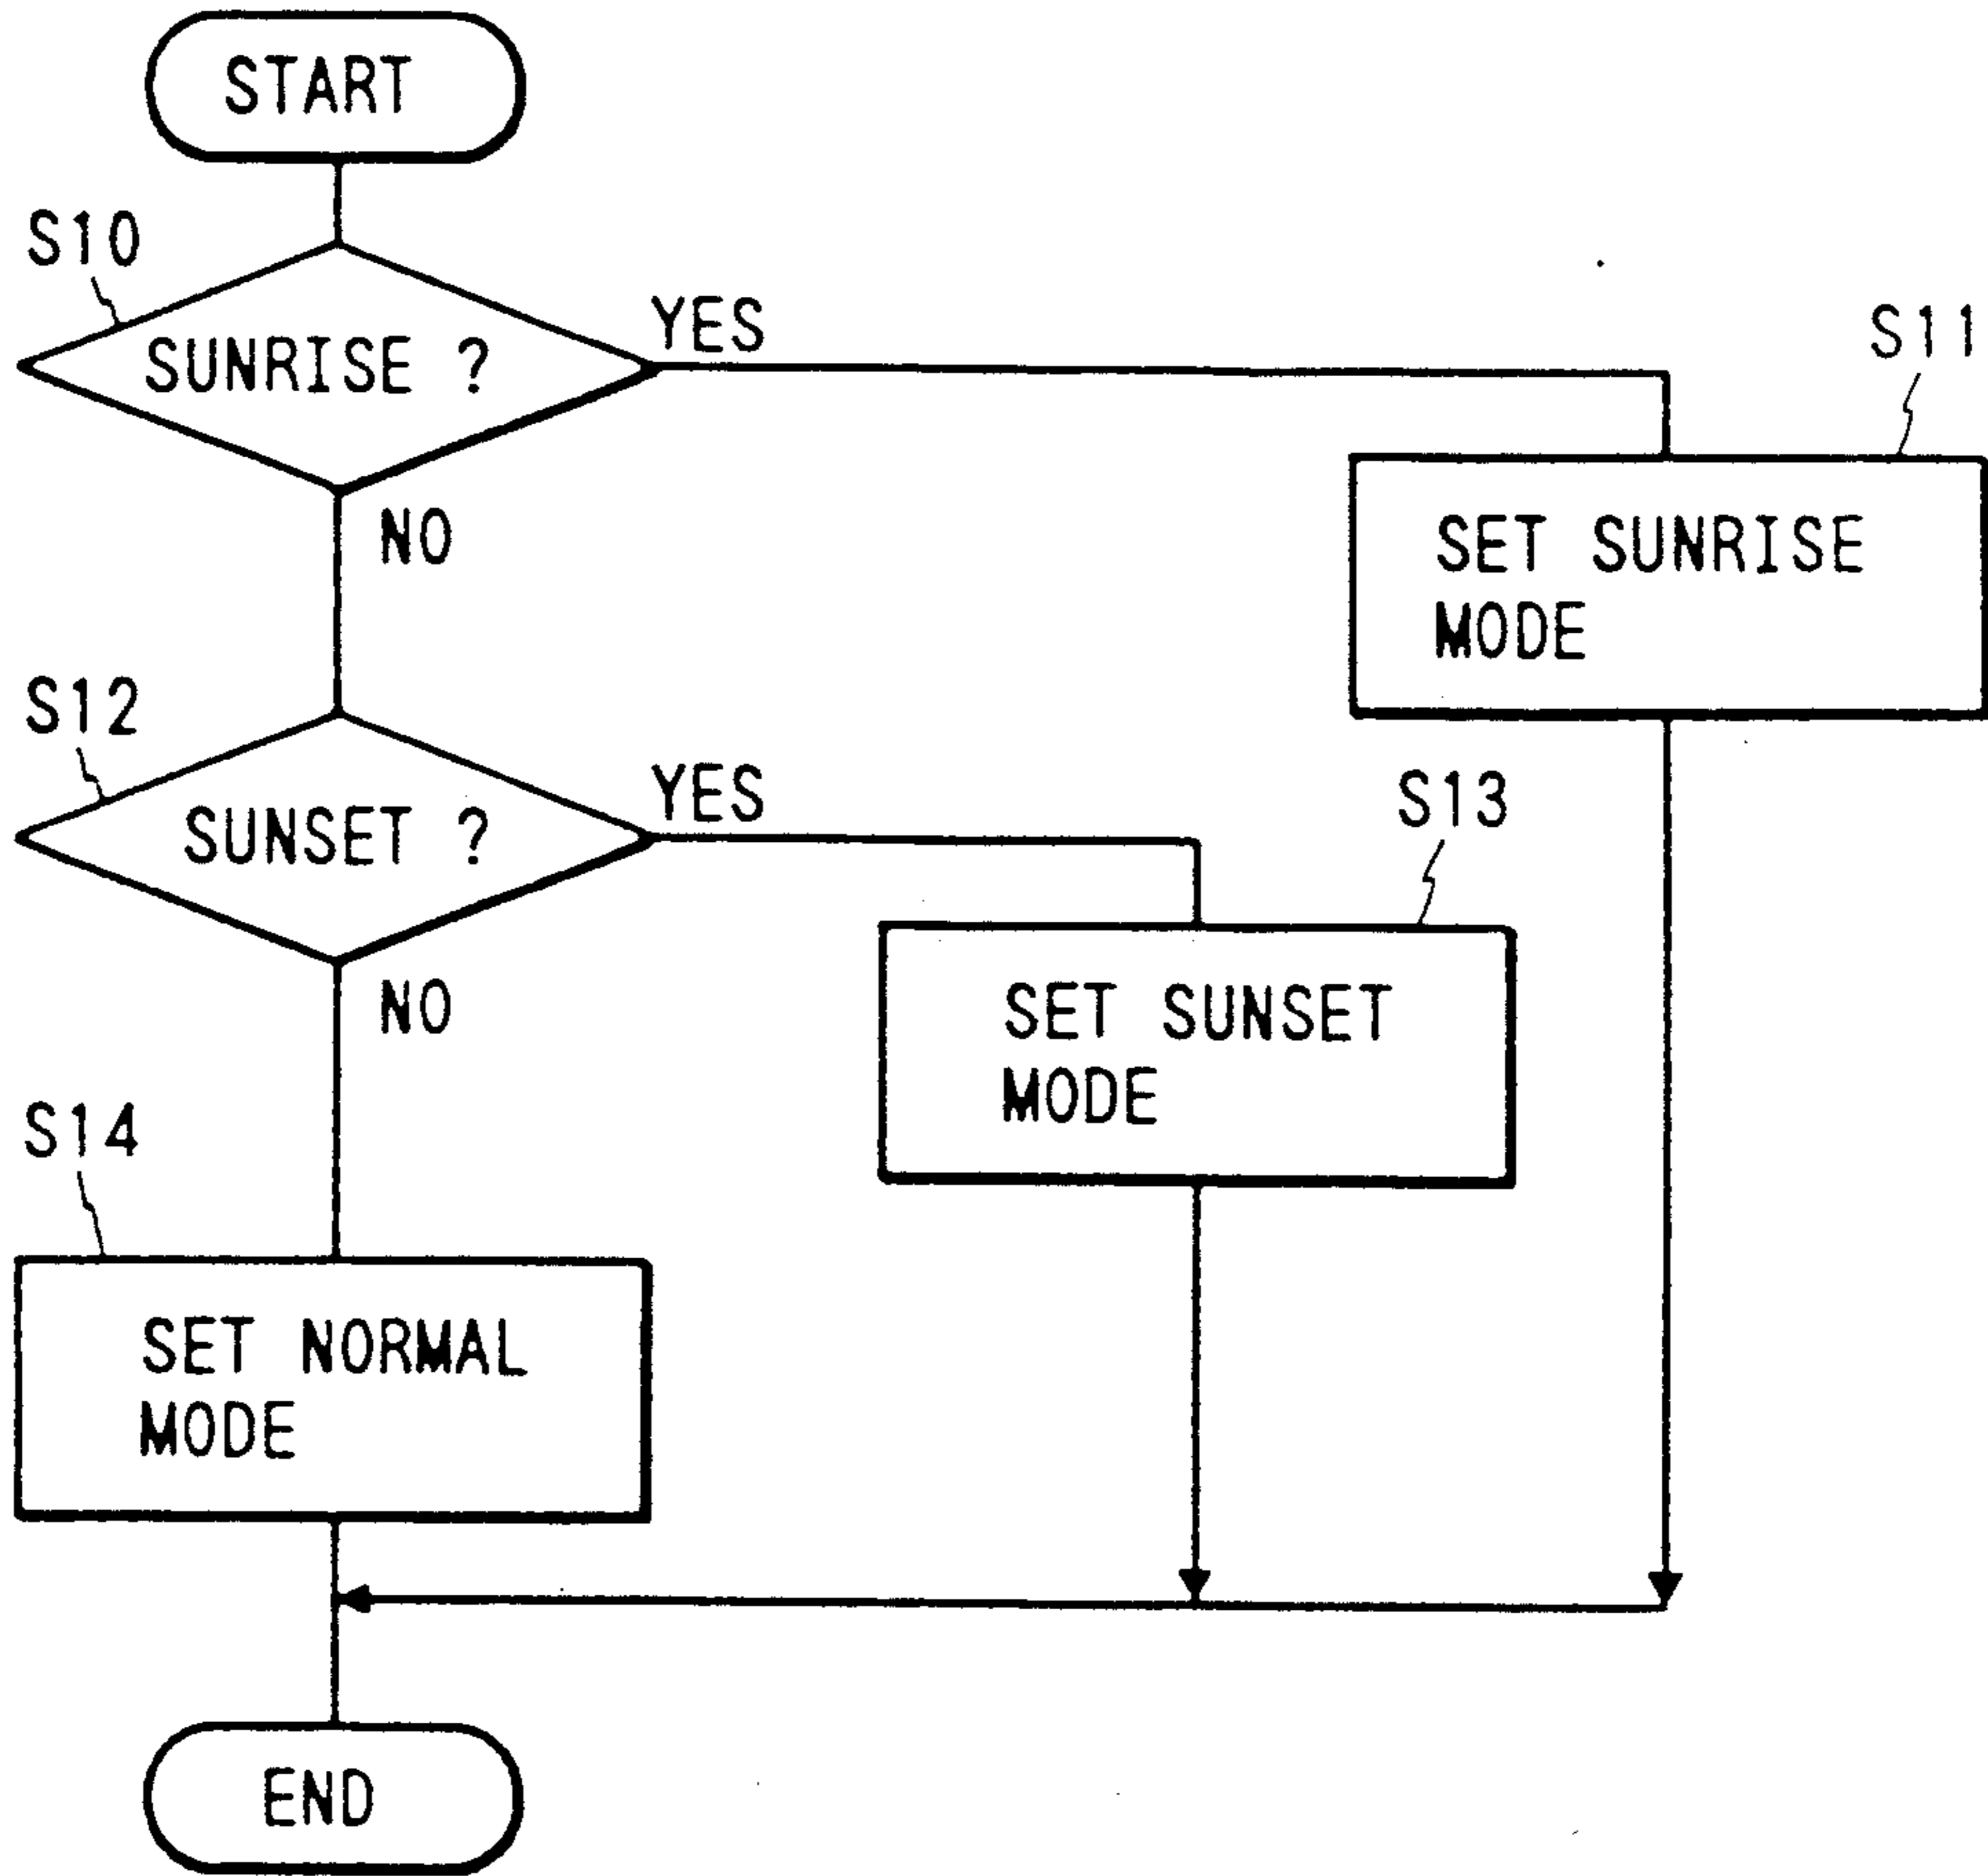 START
S10
SUNRISE ?
YES
NO
S11
SET SUNRISE
MODE
S12
SUNSET ?
YES
NO
S13
SET SUNSET
MODE
S14
SET NORMAL
MODE
END